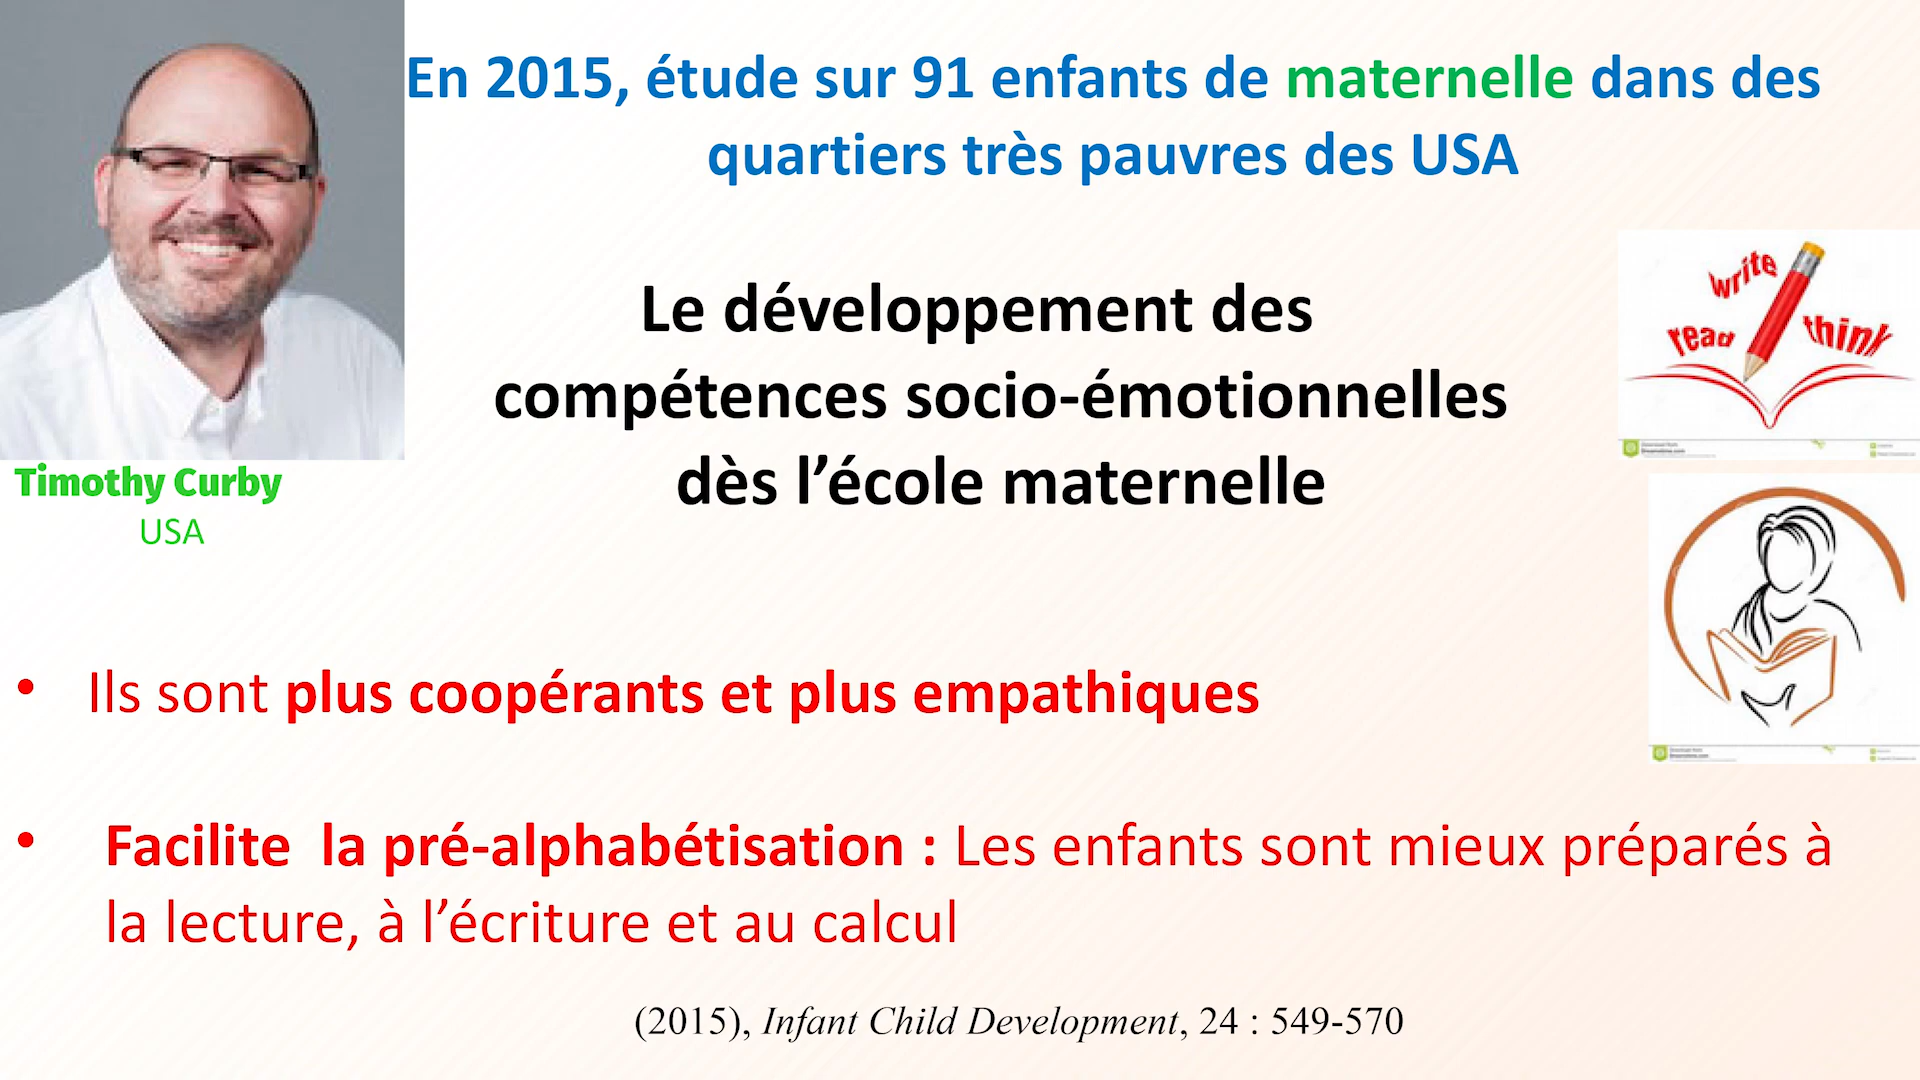 En 2015, étude sur 91 enfants de maternelle dans des
quartiers très pauvres des USA
write
read
think
Le développement des
compétences socio-émotionnelles
dès l’école maternelle
Timothy Curby
USA
• Ils sont plus coopérants et plus empathiques
• Facilite la pré-alphabétisation : Les enfants sont mieux préparés à
la lecture, à l’écriture et au calcul
(2015), Infant Child Development, 24 : 549-570